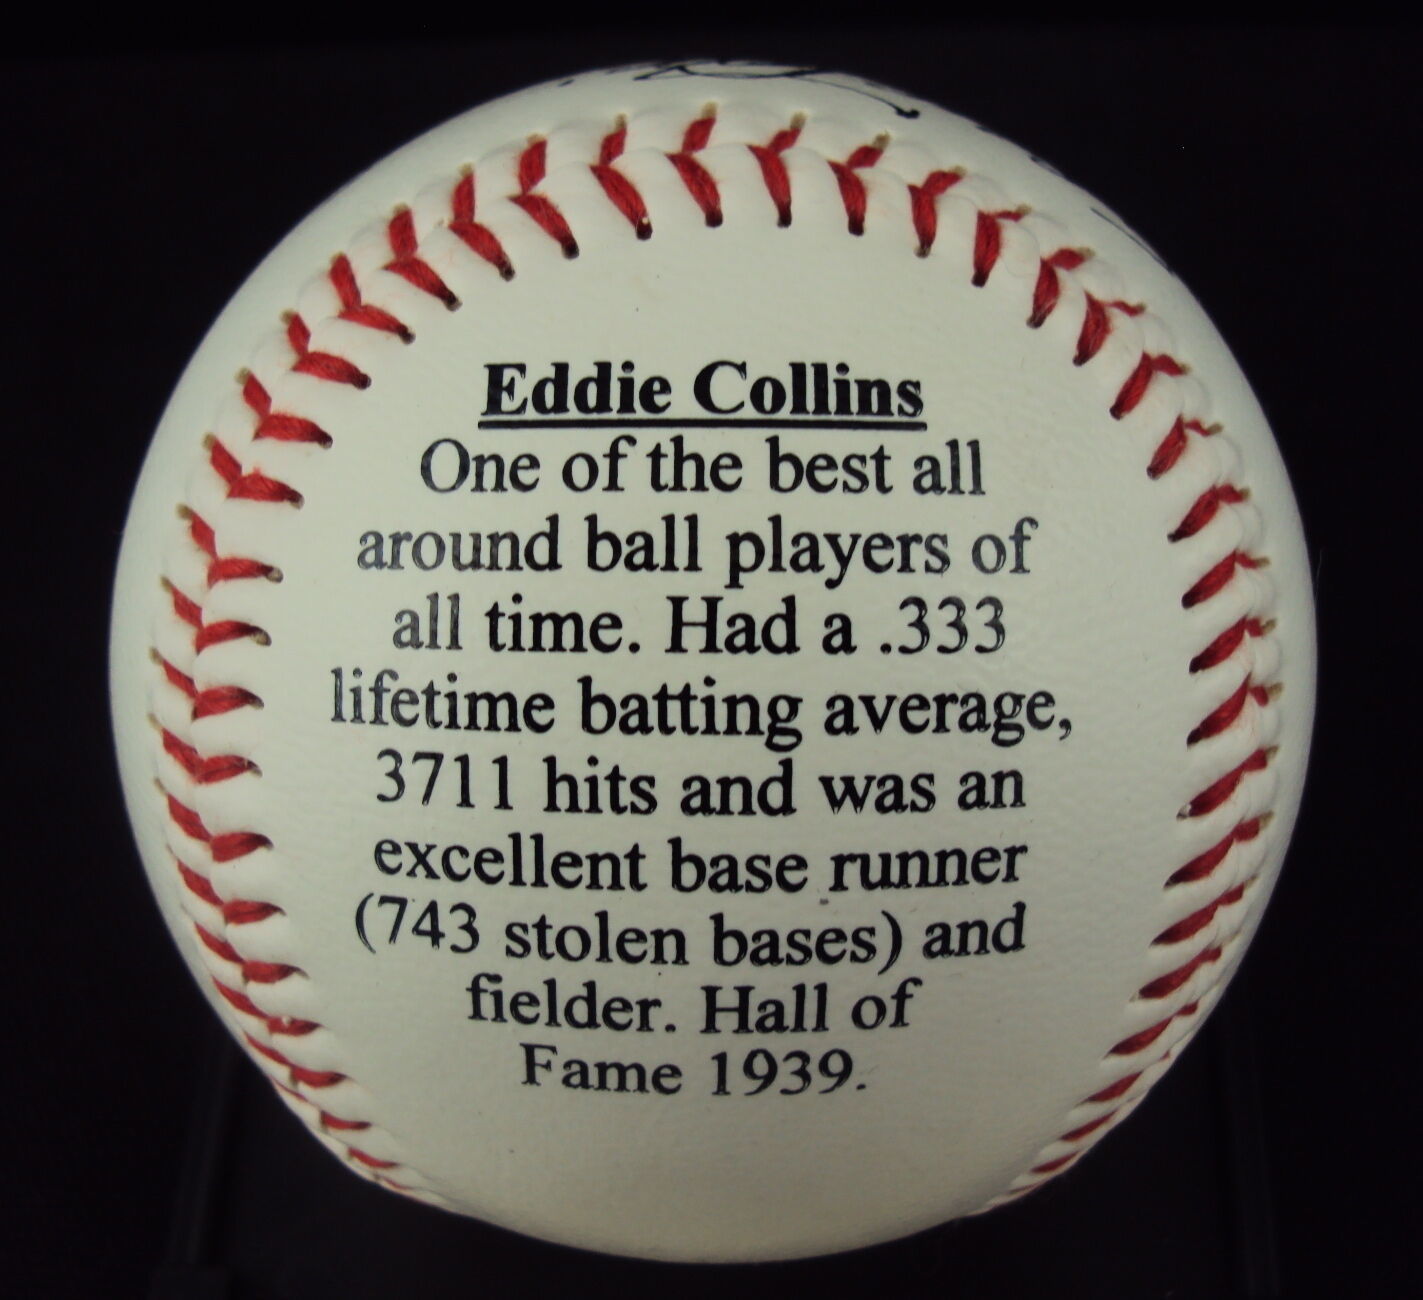 Eddie Collins
One of the best all
around ball players of
all time. Had a .333
lifetime batting average,
3711 hits and was an
excellent base runner
(743 stolen bases) and
fielder. Hall of
Fame 1939.